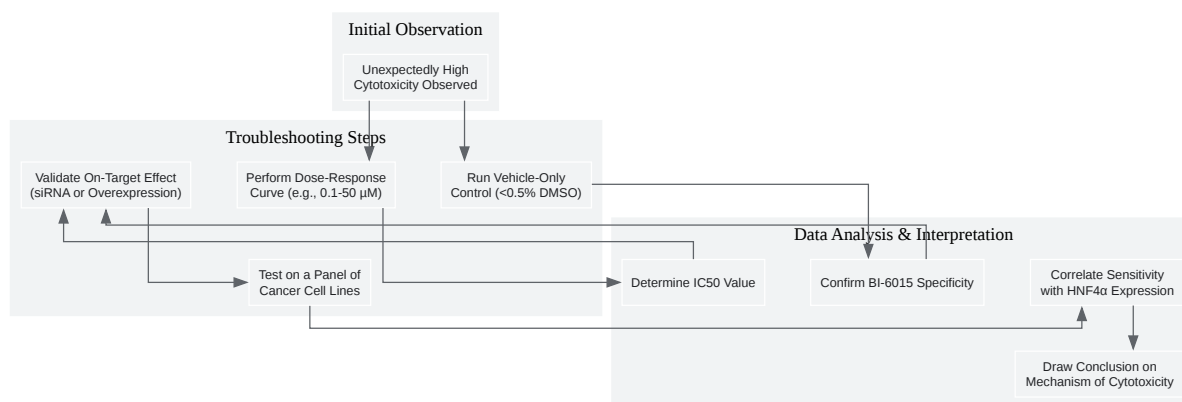 Initial Observation
Unexpectedly High
Cytotoxicity Observed
Troubleshooting Steps
Validate On-Target Effect
(siRNA or Overexpression)
Perform Dose-Response
Curve (e.g., 0.1-50 µM)
Run Vehicle-Only
Control (<0.5% DMSO)
Test on a Panel of
Cancer Cell Lines
Data Analysis & Interpretation
Determine IC50 Value
Confirm BI-6015 Specificity
Correlate Sensitivity
with HNF4α Expression
Draw Conclusion on
Mechanism of Cytotoxicity